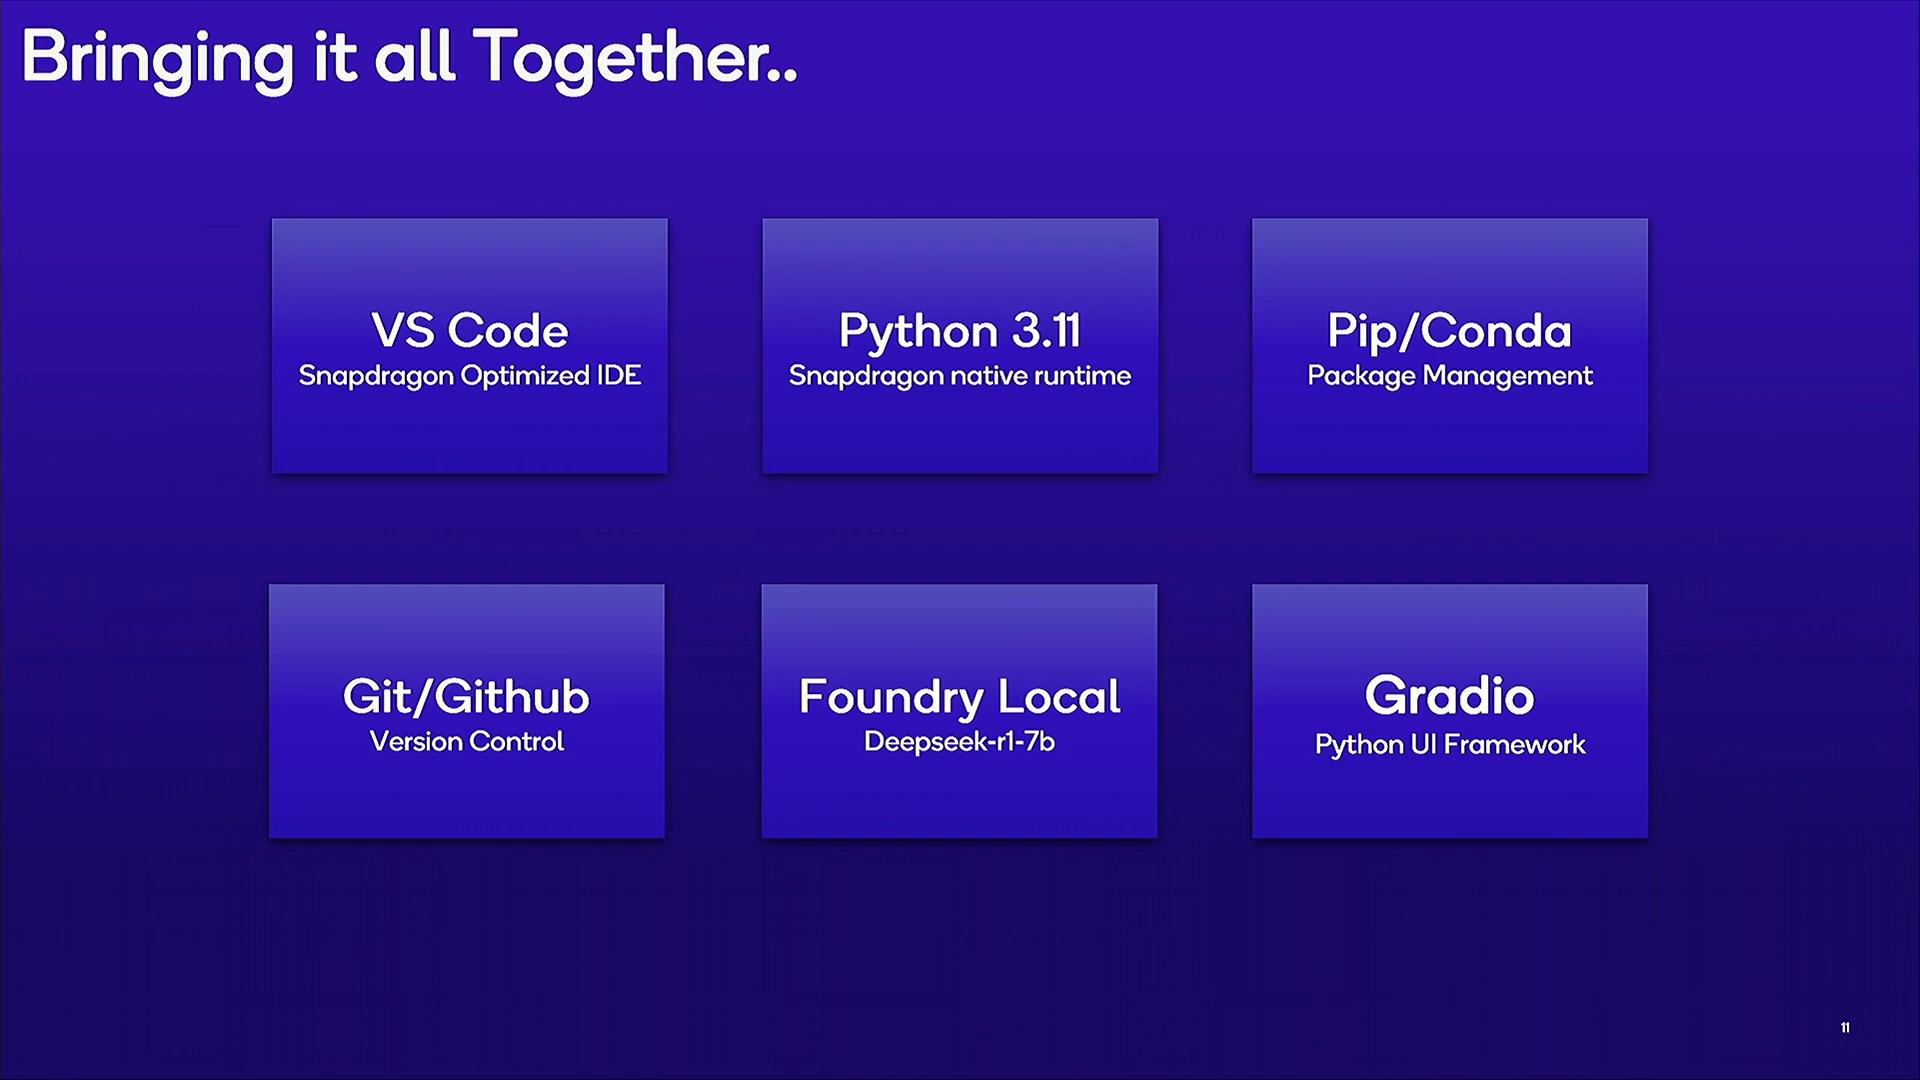 Bringing it all Together..
VS Code
Snapdragon Optimized IDE
Python 3.11
Snapdragon native runtime
Pip/Conda
Package Management
Git/Github
Version Control
Foundry Local
Deepseek-r1-7b
Gradio
Python UI Framework
11